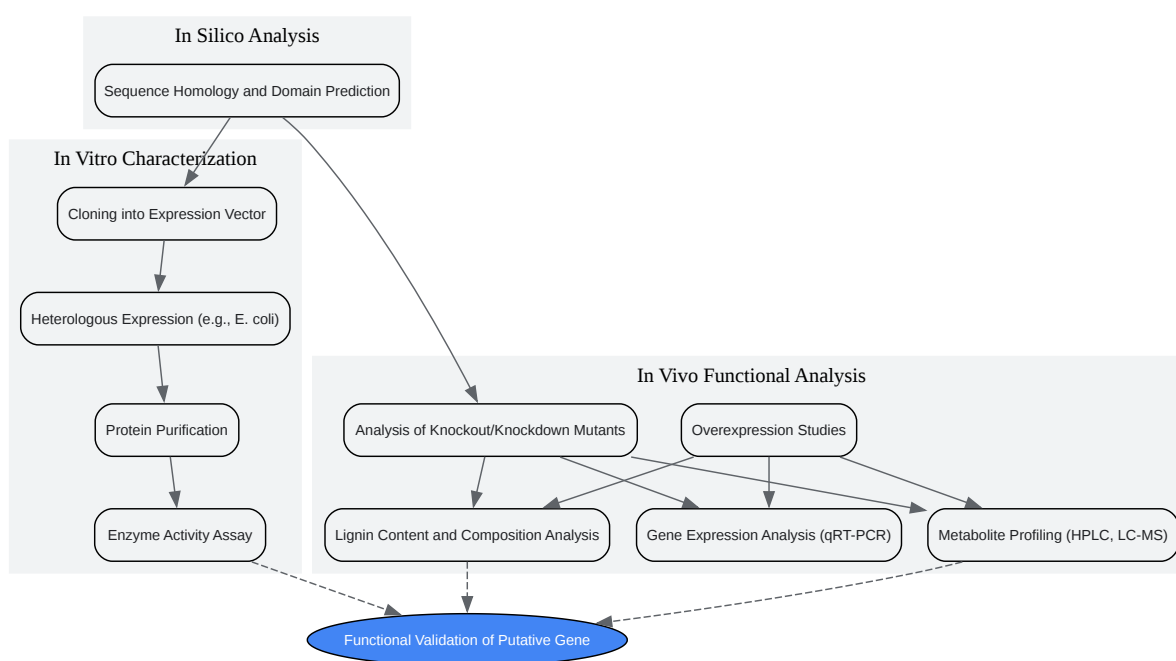 In Silico Analysis
Sequence Homology and Domain Prediction
In Vitro Characterization
Cloning into Expression Vector
Heterologous Expression (e.g., E. coli)
Protein Purification
Enzyme Activity Assay
In Vivo Functional Analysis
Analysis of Knockout/Knockdown Mutants
Overexpression Studies
Lignin Content and Composition Analysis
Gene Expression Analysis (qRT-PCR)
Metabolite Profiling (HPLC, LC-MS)
Functional Validation of Putative Gene